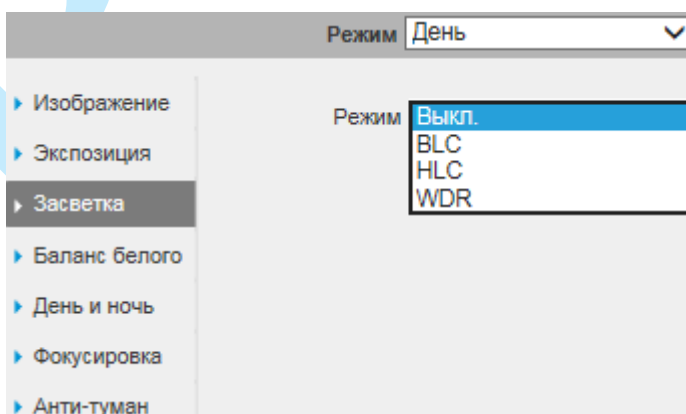 Режим День
Изображение
Режим Выкл.
BLC
HLC
WDR
Экспозиция
Засветка
Баланс белого
День и ночь
Фокусировка
Анти-туман